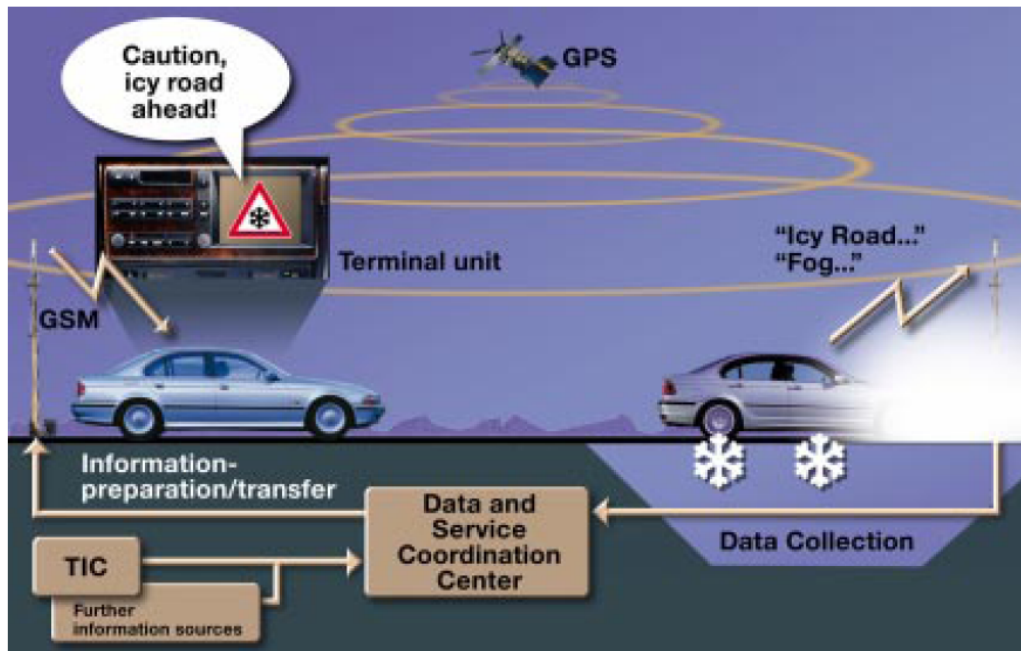 Caution,
icy road
ahead!
GPS
"Icy Road..."
"Fog..."
Terminal unit
GSM
Information-
preparation/transfer
Data and
Service
Coordination
Center
Data Collection
TIC
Further
information sources